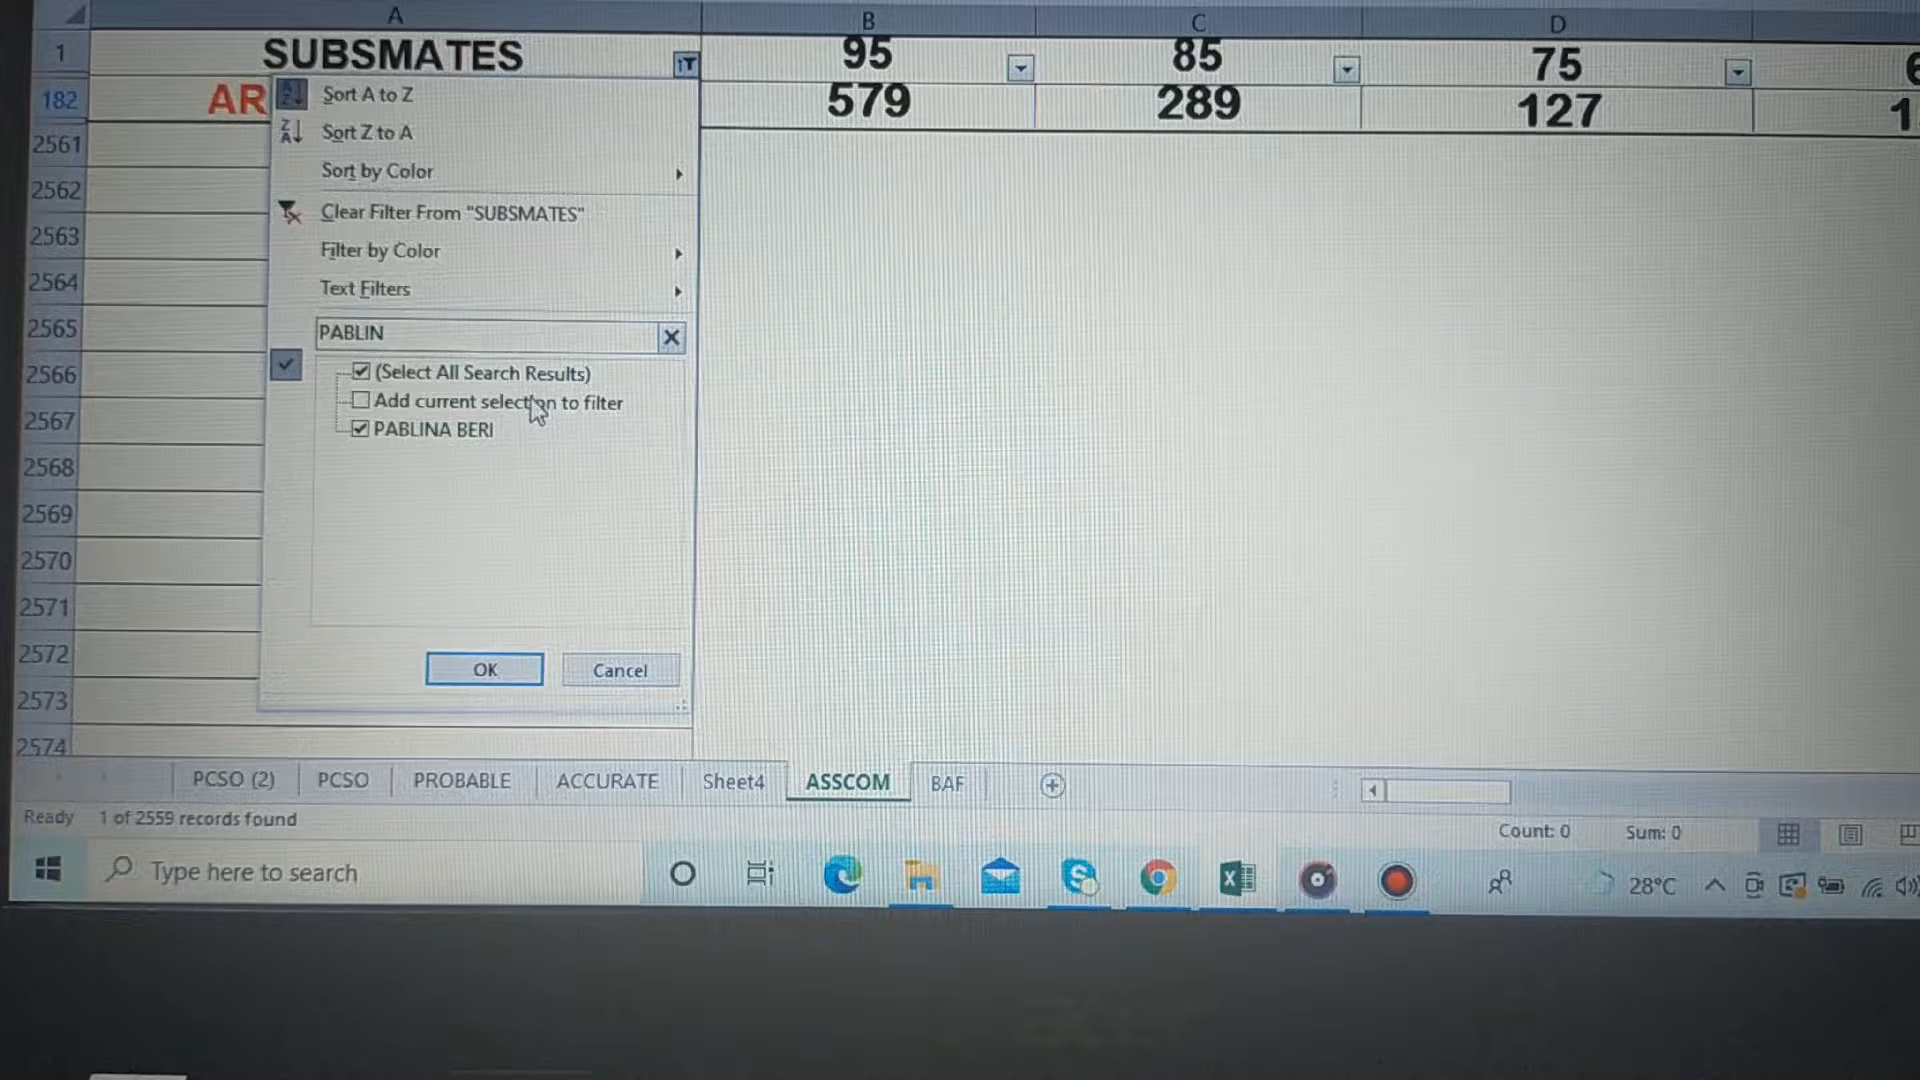 A B C D
1 SUBSMATES 95 85 75
182 AR 579 289 127
Sort A to Z
2561
Sort Z to A
2562
Sort by Color
Clear Filter From "SUBSMATES"
2563
Filter by Color
2564
Text Filters
2565
PABLIN
2566
(Select All Search Results)
2567
Add current selection to filter
PABLINA BERI
2568
2569
2570
2571
2572
OK Cancel
2573
2574
PCSO (2) PCSO PROBABLE ACCURATE Sheet4 ASSCOM BAF
Ready 1 of 2559 records found Count: 0 Sum: 0
Type here to search 28°C